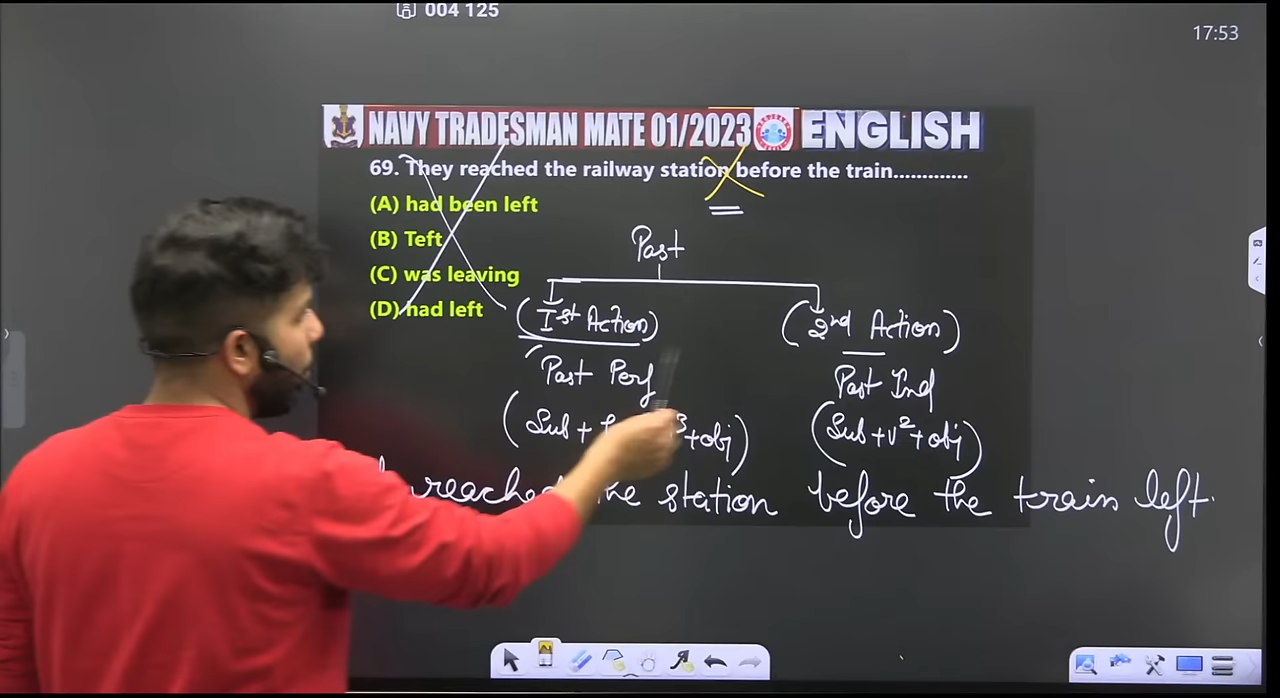 004 125
17:53
NAVY TRADESMAN MATE 01/2023 ENGLISH
69. They reached the railway station before the train.............
(A) had been left
(B) Teft
(C) was leaving
(D) had left
Past
(Ist Action) (2nd Action)
Past Perf Past Ind
(Sub + +obj) (Sub+v²+obj)
reached the station before the train left.